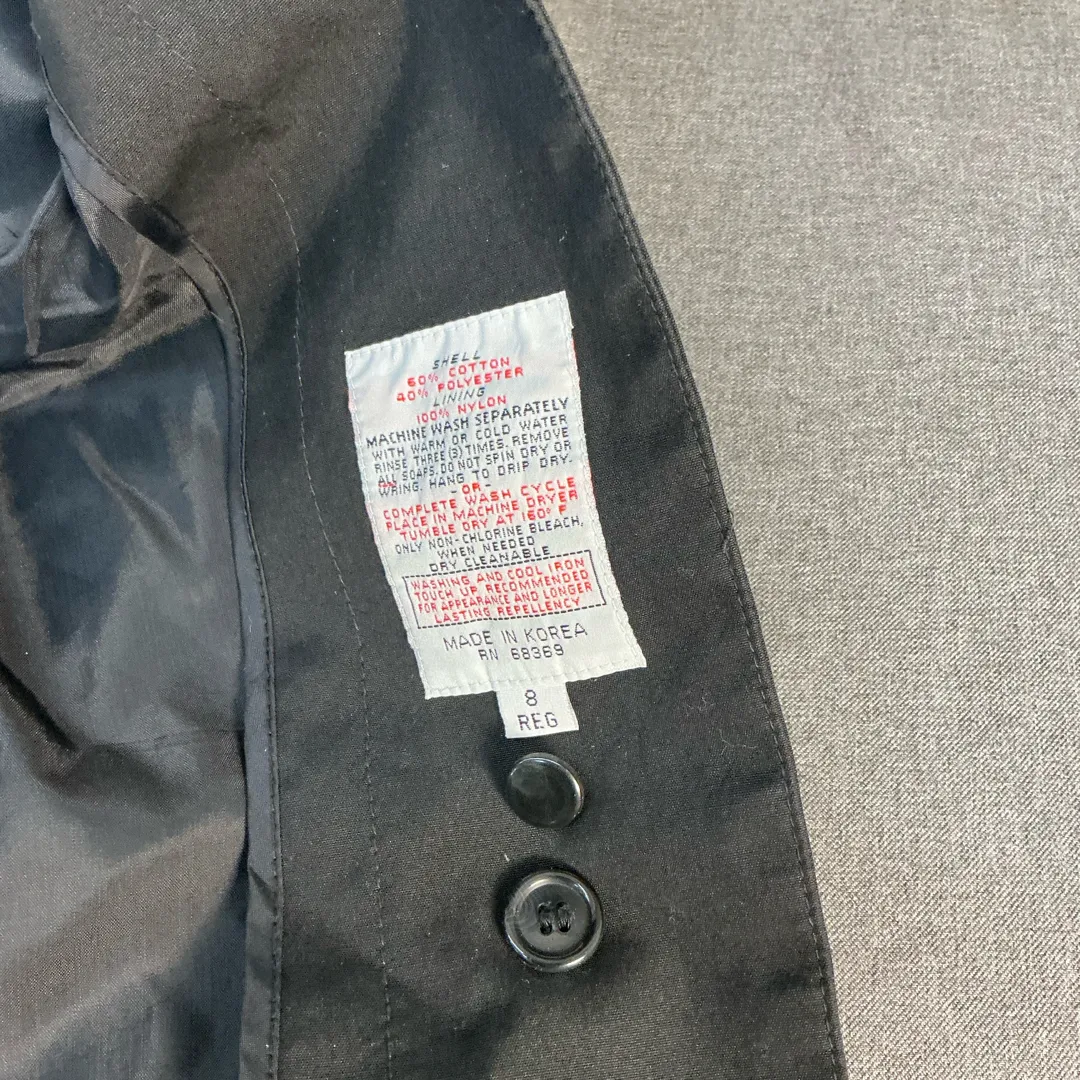 SHELL
60% COTTON
40% POLYESTER
LINING
100% NYLON
MACHINE WASH SEPARATELY
WITH WARM OR COLD WATER
RINSE THREE (3) TIMES. REMOVE
ALL SOAPS. DO NOT SPIN DRY OR
WRING. HANG TO DRIP DRY.
-OR-
COMPLETE WASH CYCLE
PLACE IN MACHINE DRYER
TUMBLE DRY AT 160° F
ONLY NON-CHLORINE BLEACH,
WHEN NEEDED
DRY CLEANABLE
WASHING AND COOL IRON
TOUCH UP RECOMMENDED
FOR APPEARANCE AND LONGER
LASTING REPELLENCY
MADE IN KOREA
RN 68369
8
REG